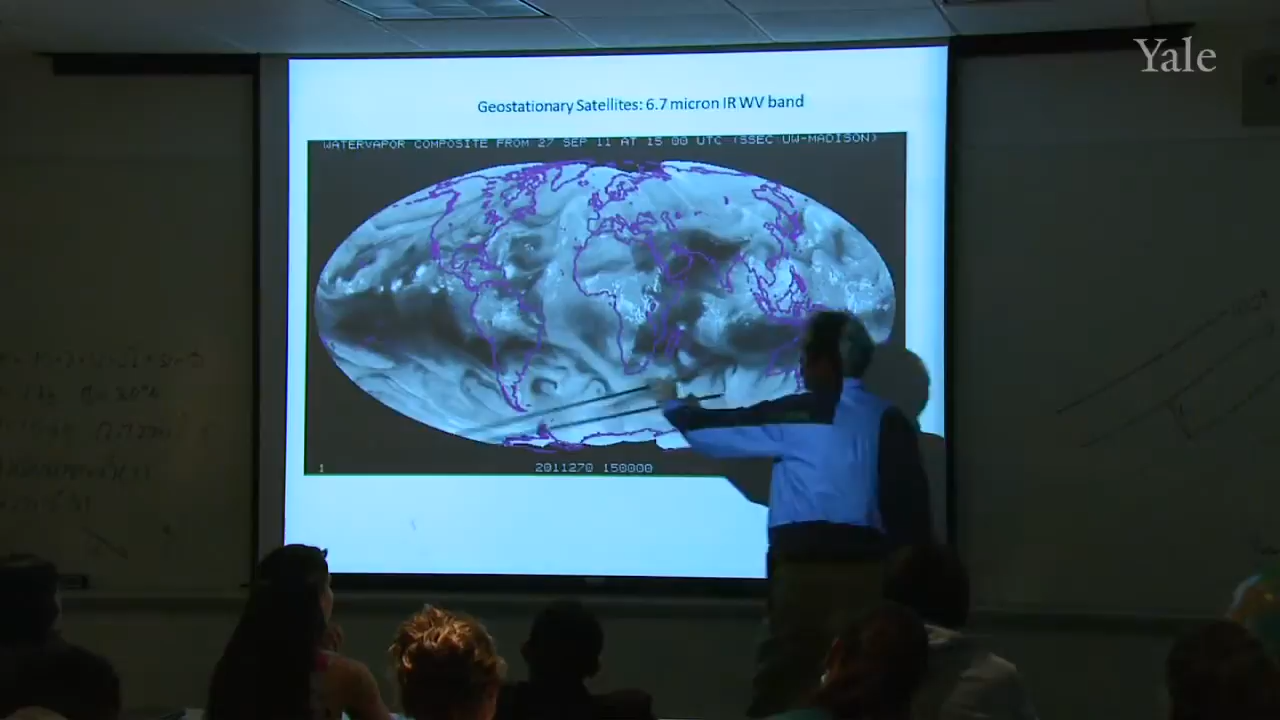 Yale
Geostationary Satellites: 6.7 micron IR WV band
WATERVAPOR COMPOSITE FROM 27 SEP 11 AT 15 00 UTC (SSEC UW-MADISON)
1
2011270 150000